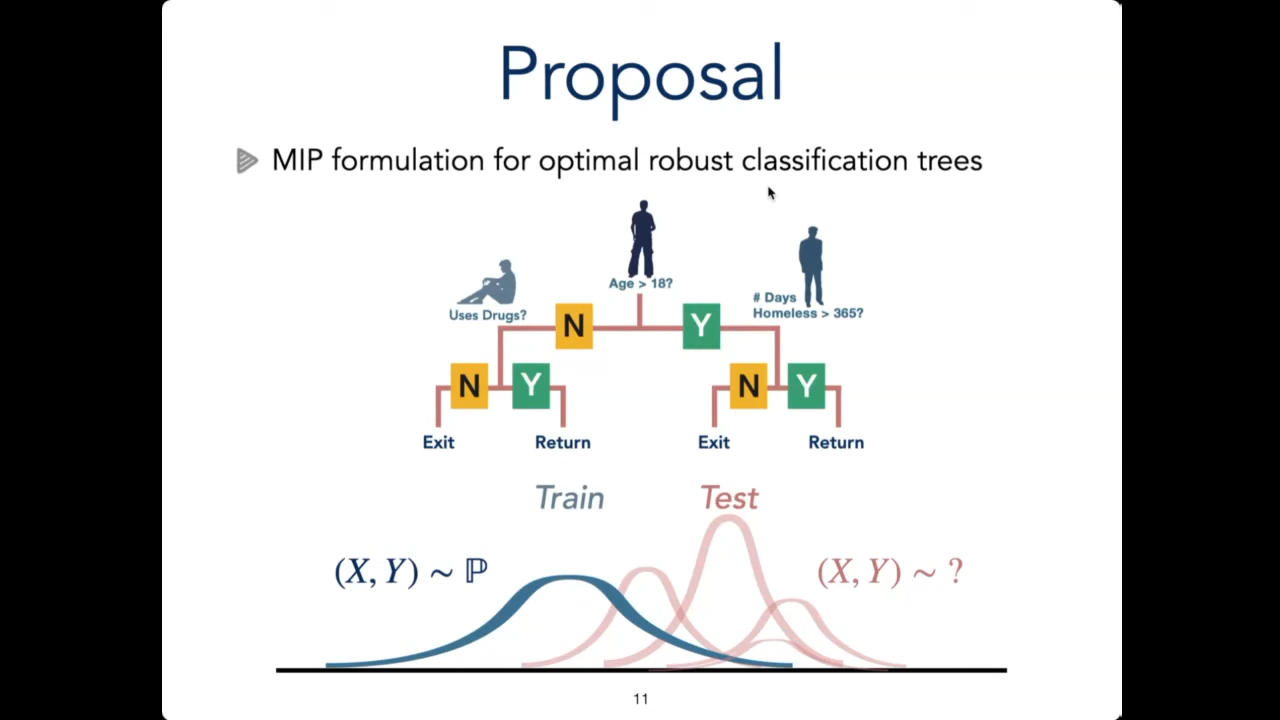 Proposal
MIP formulation for optimal robust classification trees
Age > 18?
Uses Drugs?
# Days
Homeless > 365?
N
Y
N
Y
N
Y
Exit
Return
Exit
Return
Train
Test
(X, Y) ~ ℙ
(X, Y) ~ ?
11